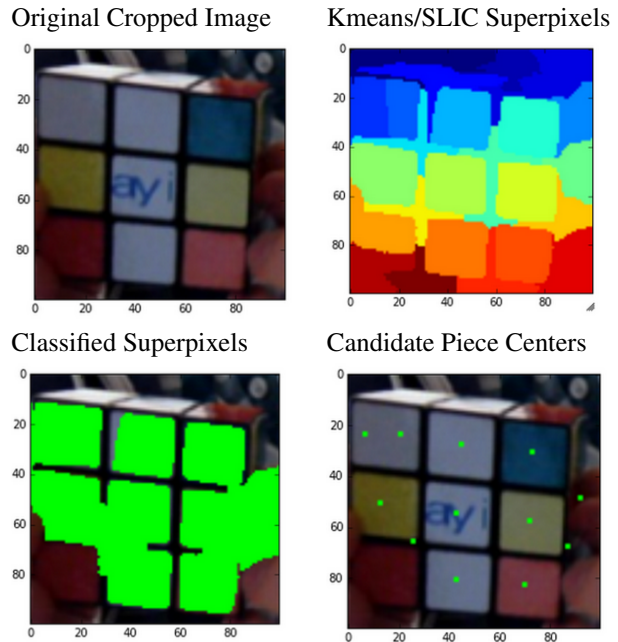 Original Cropped Image
Kmeans/SLIC Superpixels
0
20
40
60
80
0 20 40 60 80
ay i
0
20
40
60
80
0 20 40 60 80
Classified Superpixels
Candidate Piece Centers
0
20
40
60
80
0 20 40 60 80
0
20
40
60
80
0 20 40 60 80
ay i